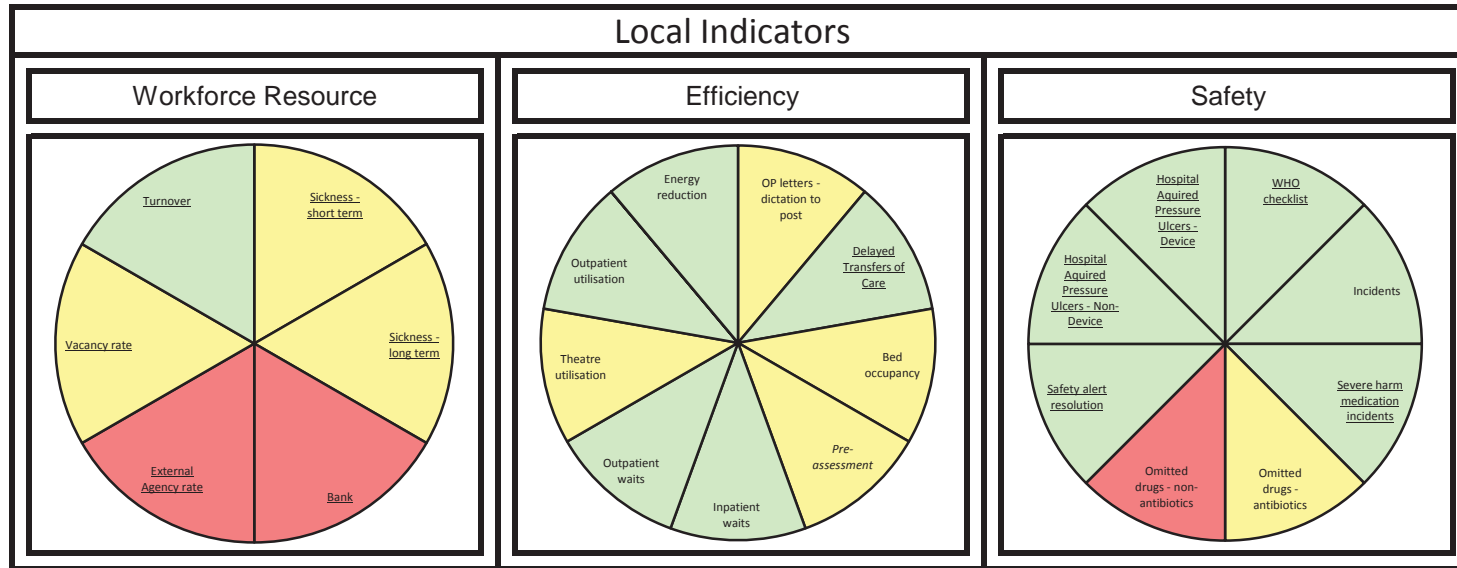 Local Indicators
Workforce Resource
Turnover
Sickness -
short term
Vacancy rate
Sickness -
long term
External
Agency rate
Bank
Efficiency
Energy
reduction
OP letters -
dictation to
post
Outpatient
utilisation
Delayed
Transfers of
Care
Theatre
utilisation
Bed
occupancy
Outpatient
waits
Inpatient
waits
Pre-
assessment
Safety
Hospital
Aquired
Pressure
Ulcers -
Device
WHO
checklist
Hospital
Aquired
Pressure
Ulcers - Non-
Device
Incidents
Safety alert
resolution
Severe harm
medication
incidents
Omitted
drugs - non-
antibiotics
Omitted
drugs -
antibiotics